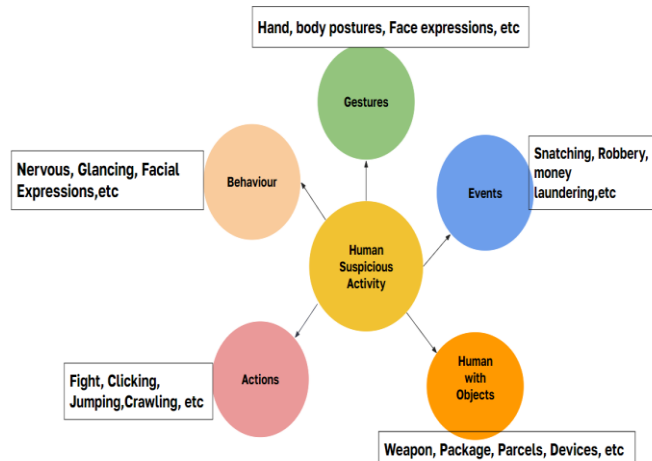 Hand, body postures, Face expressions, etc
Gestures
Nervous, Glancing, Facial
Expressions,etc
Behaviour
Snatching, Robbery,
money
laundering,etc
Events
Human
Suspicious
Activity
Fight, Clicking,
Jumping,Crawling, etc
Actions
Human
with
Objects
Weapon, Package, Parcels, Devices, etc